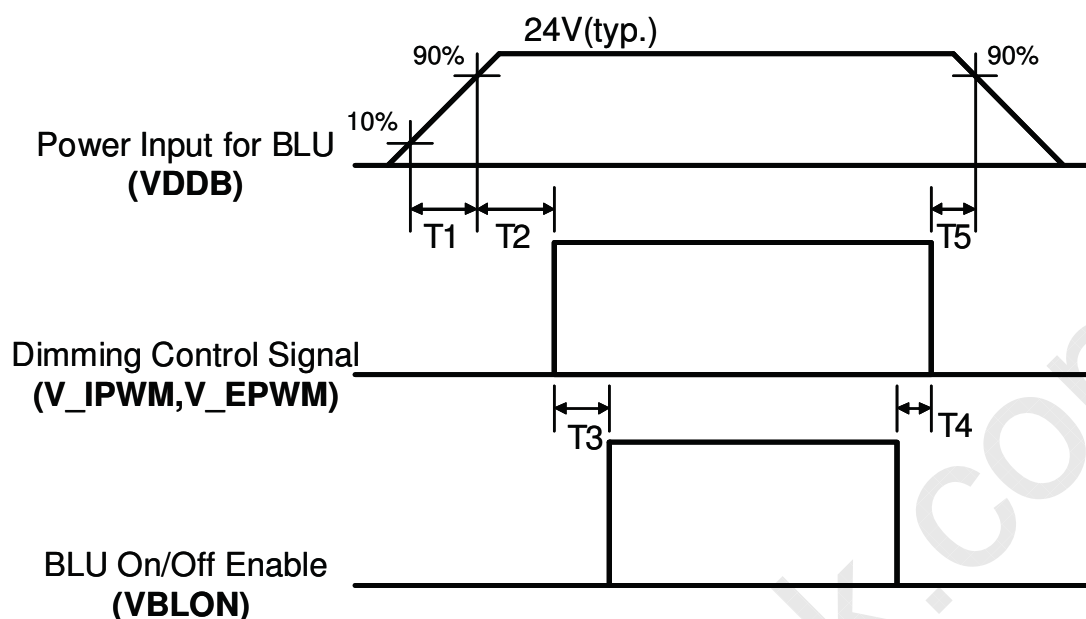 24V(typ.)
90%
90%
10%
Power Input for BLU
(VDDB)
T1
T2
T5
Dimming Control Signal
(V_IPWM,V_EPWM)
T3
T4
BLU On/Off Enable
(VBLON)
k.com